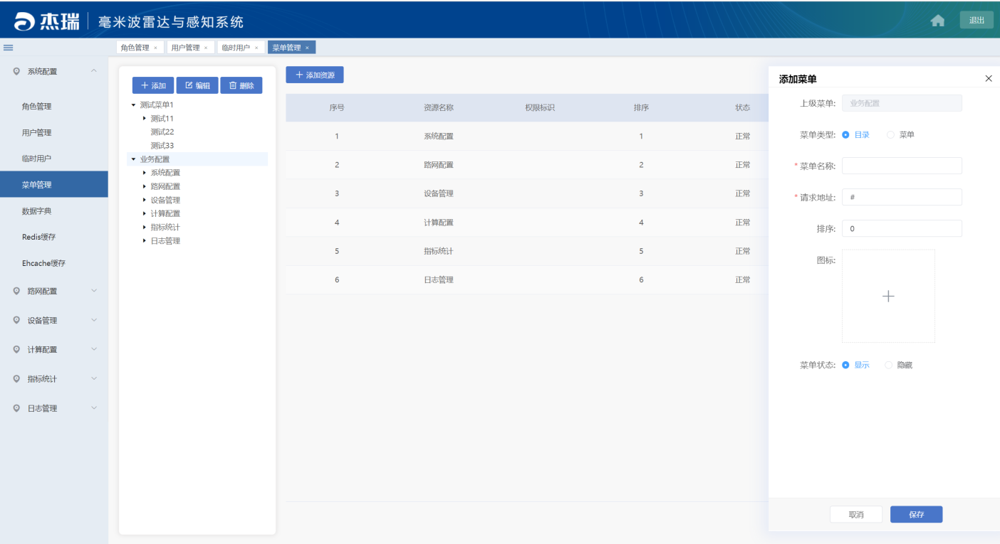 杰瑞 毫米波雷达与感知系统 退出
角色管理 × 用户管理 × 临时用户 × 菜单管理 ×
系统配置
角色管理
用户管理
临时用户
菜单管理
数据字典
Redis缓存
Ehcache缓存
路网配置
设备管理
计算配置
指标统计
日志管理
添加 编辑 删除
测试菜单1
测试11
测试22
测试33
业务配置
系统配置
路网配置
设备管理
计算配置
指标统计
日志管理
添加资源
序号 资源名称 权限标识 排序 状态
1 系统配置 1 正常
2 路网配置 2 正常
3 设备管理 3 正常
4 计算配置 4 正常
5 指标统计 5 正常
6 日志管理 6 正常
添加菜单
上级菜单: 业务配置
菜单类型: 目录 菜单
* 菜单名称:
* 请求地址: #
排序: 0
图标:
菜单状态: 显示 隐藏
取消 保存